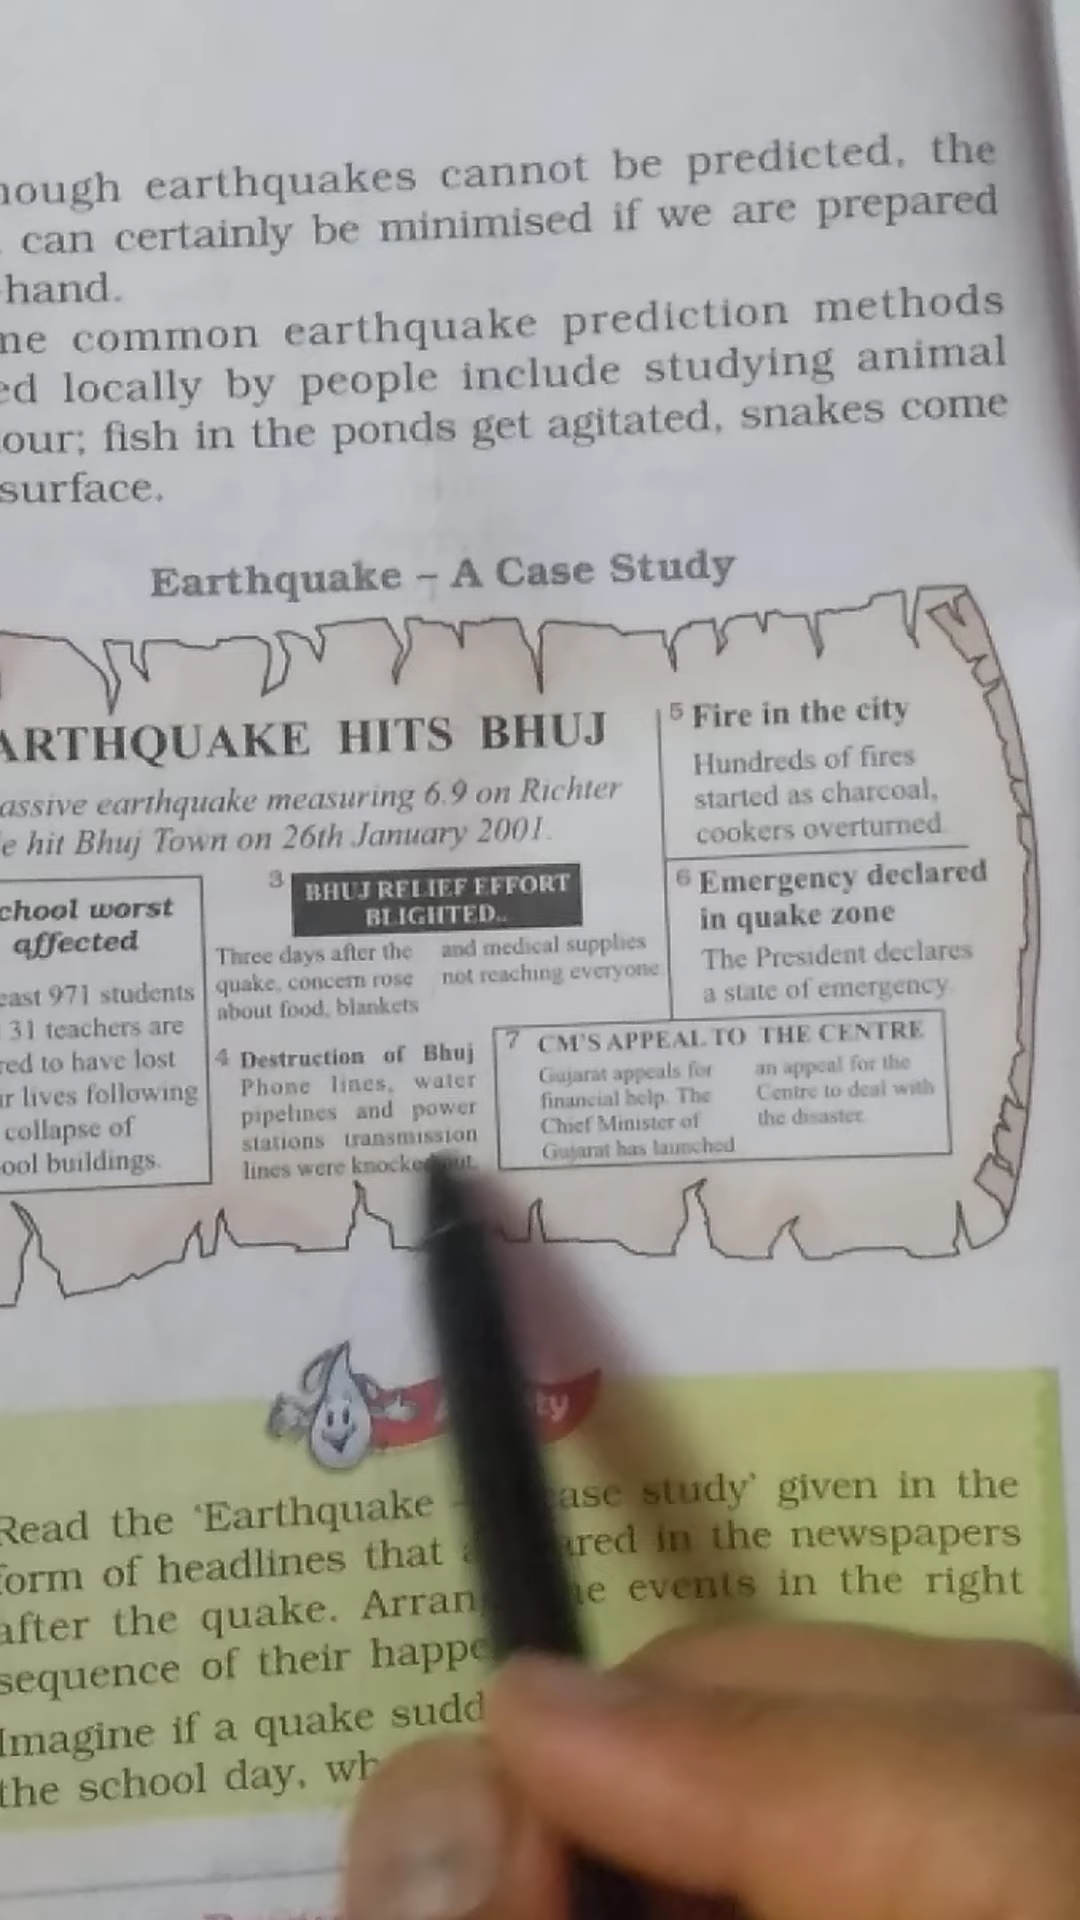 hough earthquakes cannot be predicted, the
can certainly be minimised if we are prepared
-hand.
me common earthquake prediction methods
ed locally by people include studying animal
our; fish in the ponds get agitated, snakes come
surface.
Earthquake – A Case Study
ARTHQUAKE HITS BHUJ
assive earthquake measuring 6.9 on Richter
e hit Bhuj Town on 26th January 2001.
chool worst
affected
east 971 students
31 teachers are
red to have lost
ir lives following
collapse of
ool buildings.
3 BHUJ RELIEF EFFORT
BLIGHTED..
Three days after the
quake, concern rose
about food, blankets
and medical supplies
not reaching everyone
4 Destruction of Bhuj
Phone lines, water
pipelines and power
stations transmission
lines were knocked out.
5 Fire in the city
Hundreds of fires
started as charcoal,
cookers overturned.
6 Emergency declared
in quake zone
The President declares
a state of emergency.
7 CM'S APPEAL TO THE CENTRE
Gujarat appeals for
financial help. The
Chief Minister of
Gujarat has launched
an appeal for the
Centre to deal with
the disaster.
ty
Read the ‘Earthquake – ase study’ given in the
form of headlines that a ared in the newspapers
after the quake. Arran e events in the right
sequence of their happe
Imagine if a quake sudd
the school day, wh